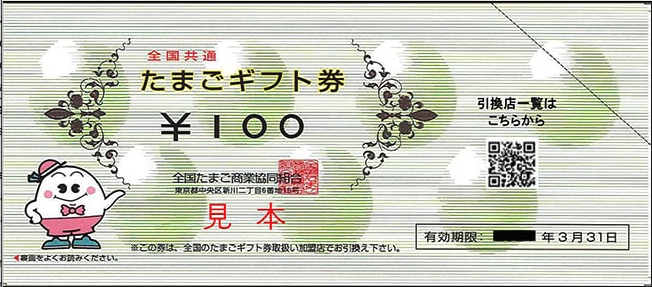 全国共通
たまごギフト券
￥100
引換店一覧は
こちらから
全国たまご商業協同組合
東京都中央区新川二丁目6番16号
見本
有効期限: 年3月31日
※この券は、全国のたまごギフト券取扱い加盟店でお引換え下さい。
◀裏面をよくお読みください。